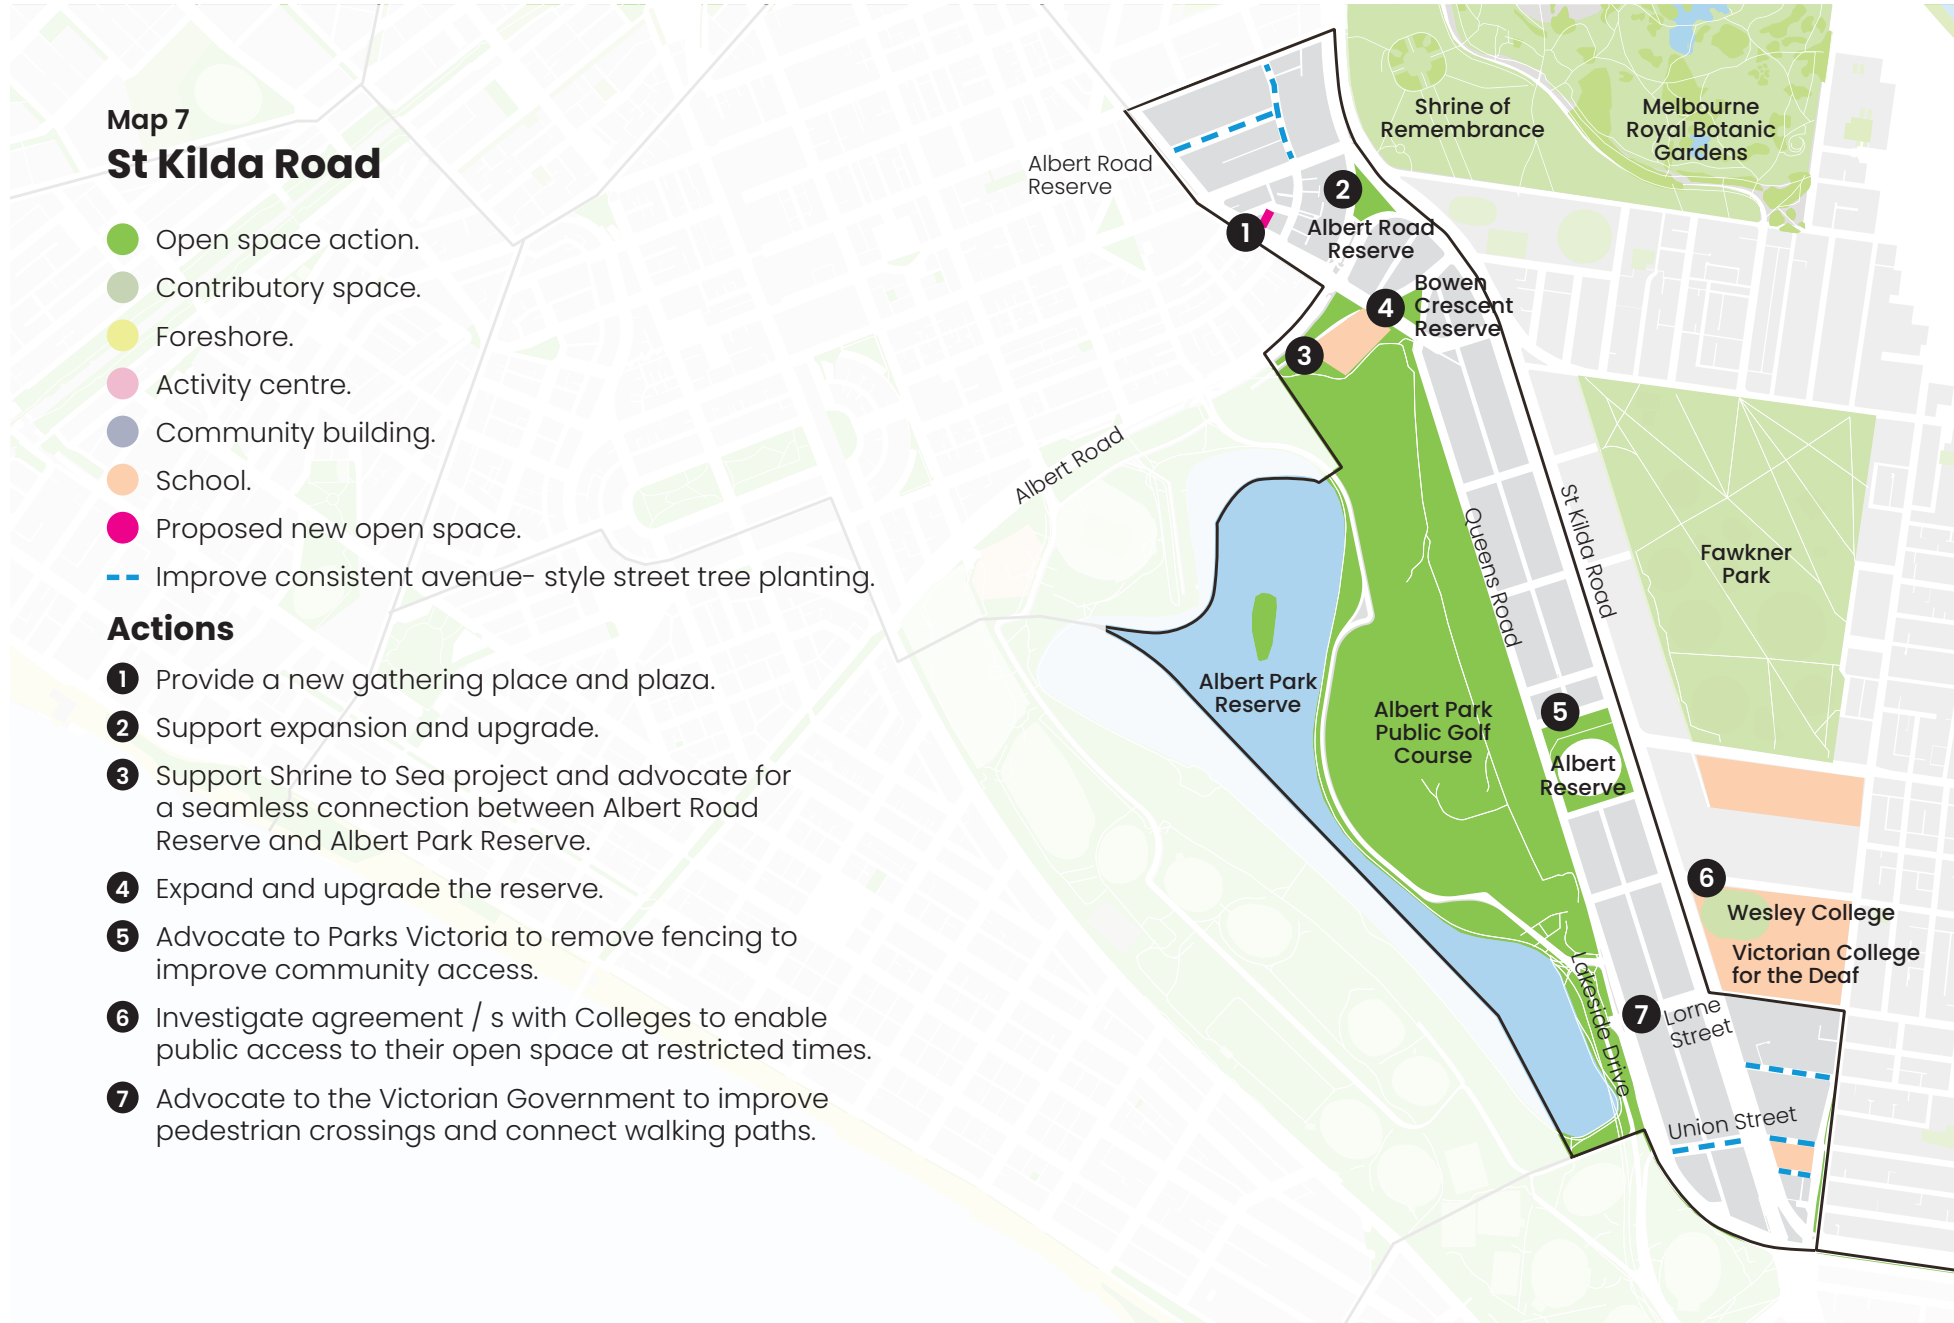 Map 7
St Kilda Road
Open space action.
Contributory space.
Foreshore.
Activity centre.
Community building.
School.
Proposed new open space.
Improve consistent avenue- style street tree planting.
Actions
1 Provide a new gathering place and plaza.
2 Support expansion and upgrade.
3 Support Shrine to Sea project and advocate for
a seamless connection between Albert Road
Reserve and Albert Park Reserve.
4 Expand and upgrade the reserve.
5 Advocate to Parks Victoria to remove fencing to
improve community access.
6 Investigate agreement / s with Colleges to enable
public access to their open space at restricted times.
7 Advocate to the Victorian Government to improve
pedestrian crossings and connect walking paths.
Shrine of
Remembrance
Melbourne
Royal Botanic
Gardens
Albert Road
Reserve
2
1
Albert Road
Reserve
Bowen
Crescent
Reserve
4
3
Albert Road
Queens Road
St Kilda Road
Fawkner
Park
Albert Park
Reserve
Albert Park
Public Golf
Course
5
Albert
Reserve
6
Wesley College
Victorian College
for the Deaf
Lakeside Drive
7
Lorne
Street
Union Street